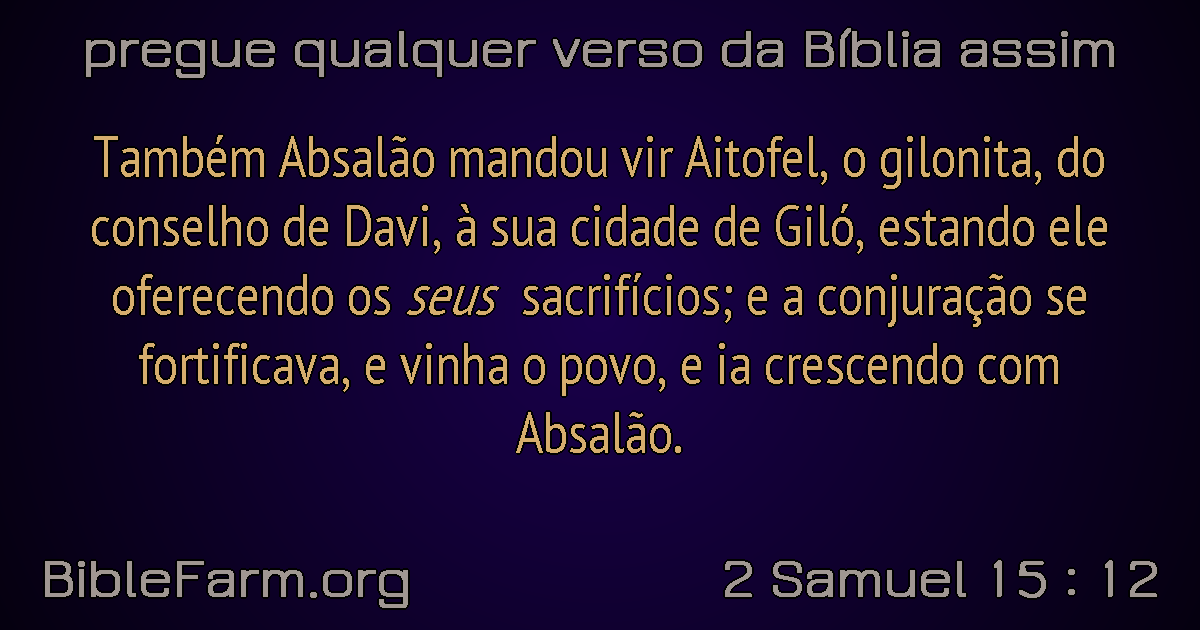 pregue qualquer verso da Bíblia assim
Também Absalão mandou vir Aitofel, o gilonita, do
conselho de Davi, à sua cidade de Giló, estando ele
oferecendo os seus sacrifícios; e a conjuração se
fortificava, e vinha o povo, e ia crescendo com
Absalão.
BibleFarm.org
2 Samuel 15 : 12